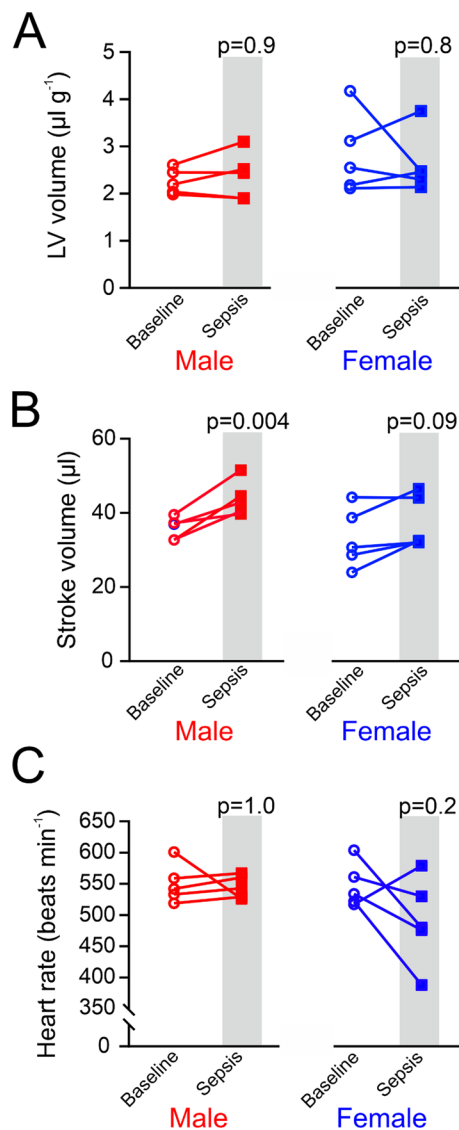 A
p=0.9
p=0.8
LV volume (µl g⁻¹)
5
4
3
2
1
0
Baseline
Sepsis
Baseline
Sepsis
Male
Female
B
p=0.004
p=0.09
Stroke volume (µl)
60
40
20
0
Baseline
Sepsis
Baseline
Sepsis
Male
Female
C
p=1.0
p=0.2
Heart rate (beats min⁻¹)
650
600
550
500
450
400
350
0
Baseline
Sepsis
Baseline
Sepsis
Male
Female